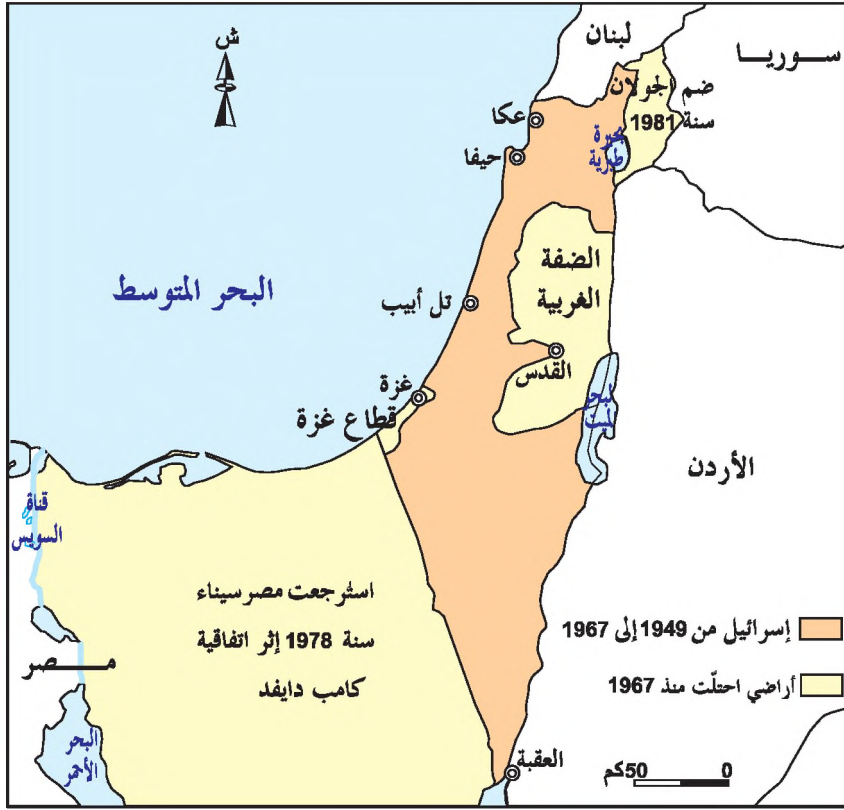 ش
لبنان
سوريا
ضم الجولان
سنة 1981
عكا
حيفا
بحيرة
طبرية
الضفة
الغربية
البحر المتوسط
تل أبيب
القدس
غزة
قطاع غزة
البحر
الميت
الأردن
قناة
السويس
استرجعت مصر سيناء
سنة 1978 إثر اتفاقية
كامب دايفد
مصر
إسرائيل من 1949 إلى 1967
أراضي احتلّت منذ 1967
البحر
الأحمر
العقبة
0 50كم